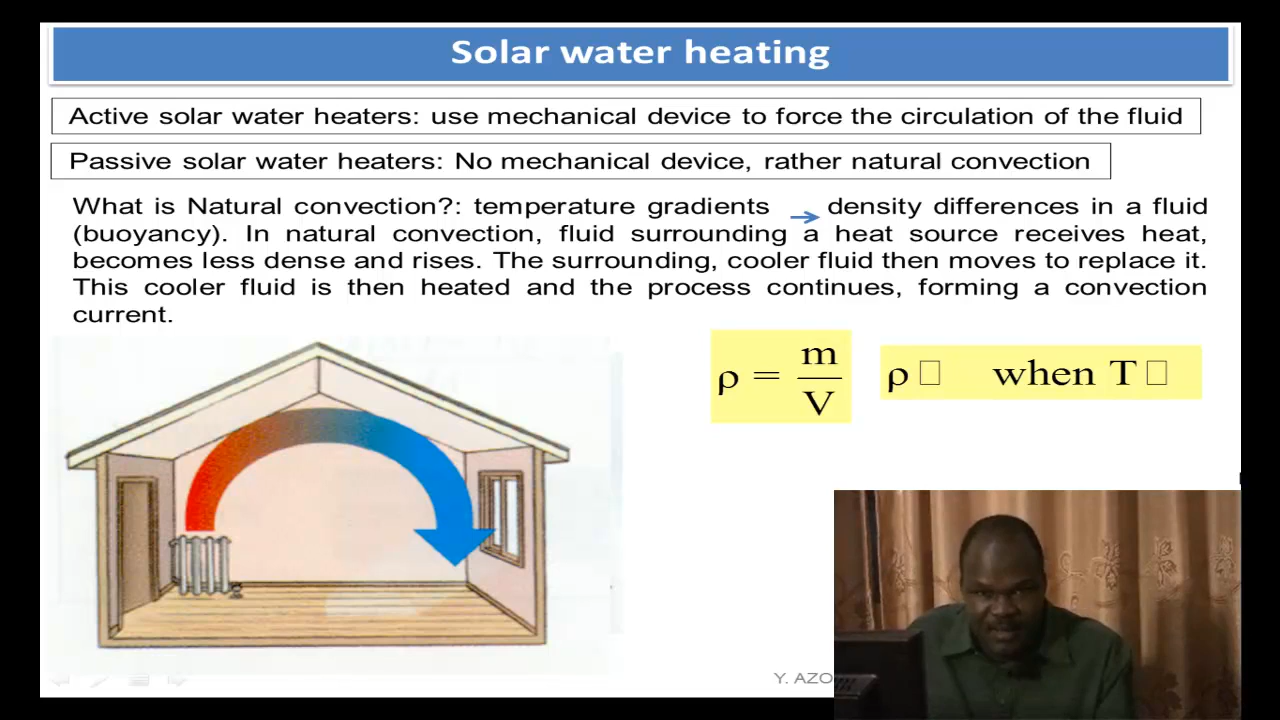 Solar water heating
Active solar water heaters: use mechanical device to force the circulation of the fluid
Passive solar water heaters: No mechanical device, rather natural convection
What is Natural convection?: temperature gradients → density differences in a fluid
(buoyancy). In natural convection, fluid surrounding a heat source receives heat,
becomes less dense and rises. The surrounding, cooler fluid then moves to replace it.
This cooler fluid is then heated and the process continues, forming a convection
current.
ρ = m/V
ρ □ when T □
Y. AZO